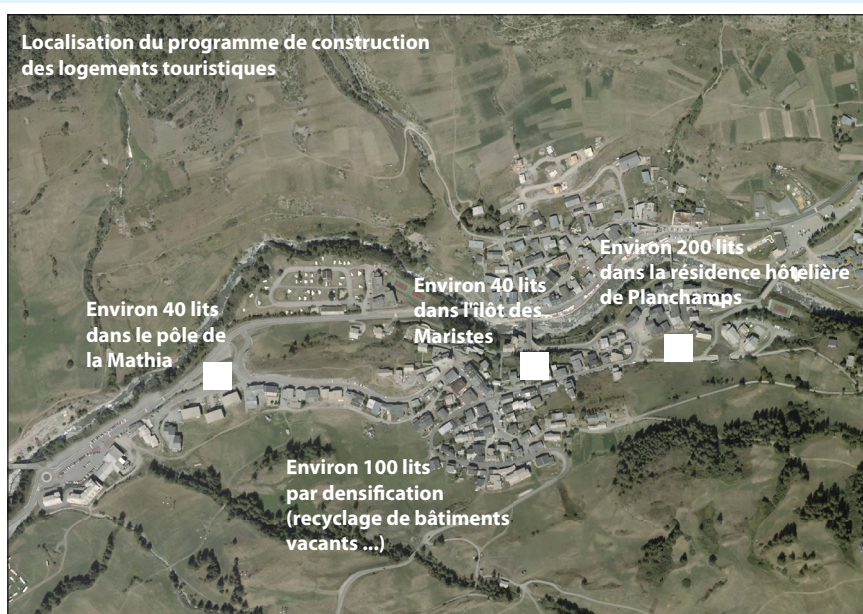 Localisation du programme de construction
des logements touristiques
Environ 200 lits
dans la résidence hôtelière
de Planchamps
Environ 40 lits
dans l'îlôt des
Maristes
Environ 40 lits
dans le pôle de
la Mathia
Environ 100 lits
par densification
(recyclage de bâtiments
vacants ...)